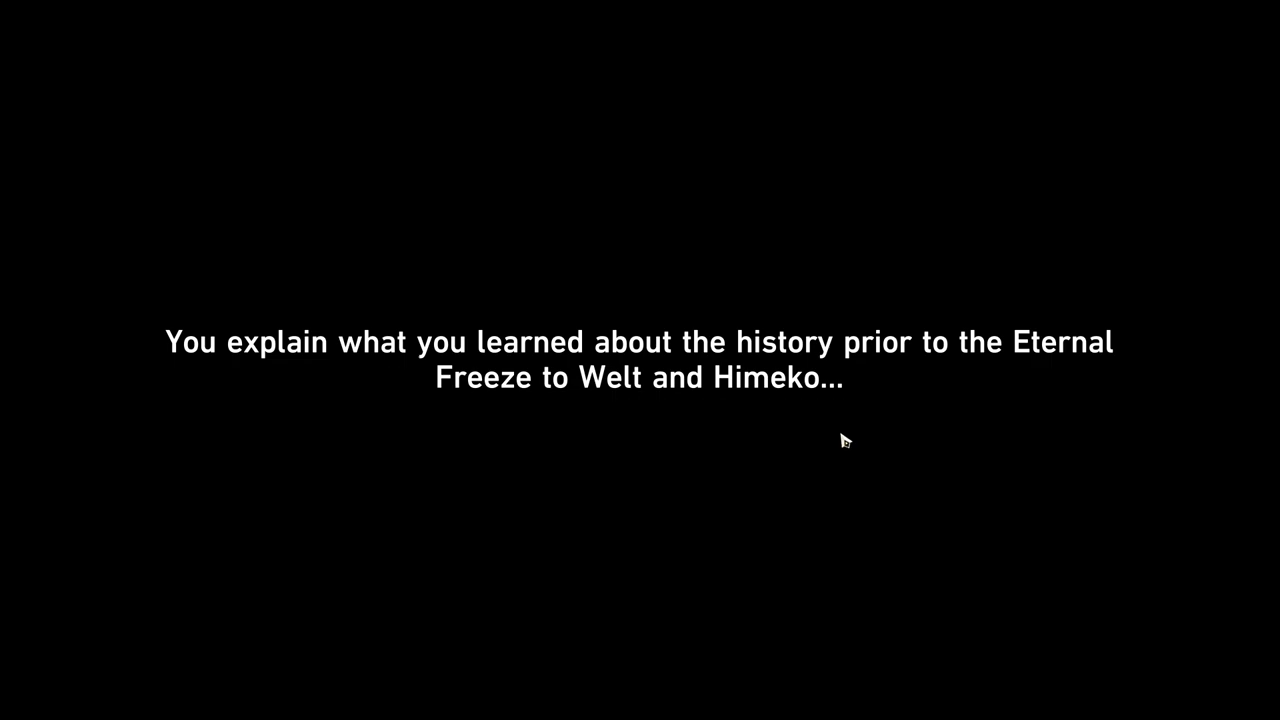 You explain what you learned about the history prior to the Eternal
Freeze to Welt and Himeko...